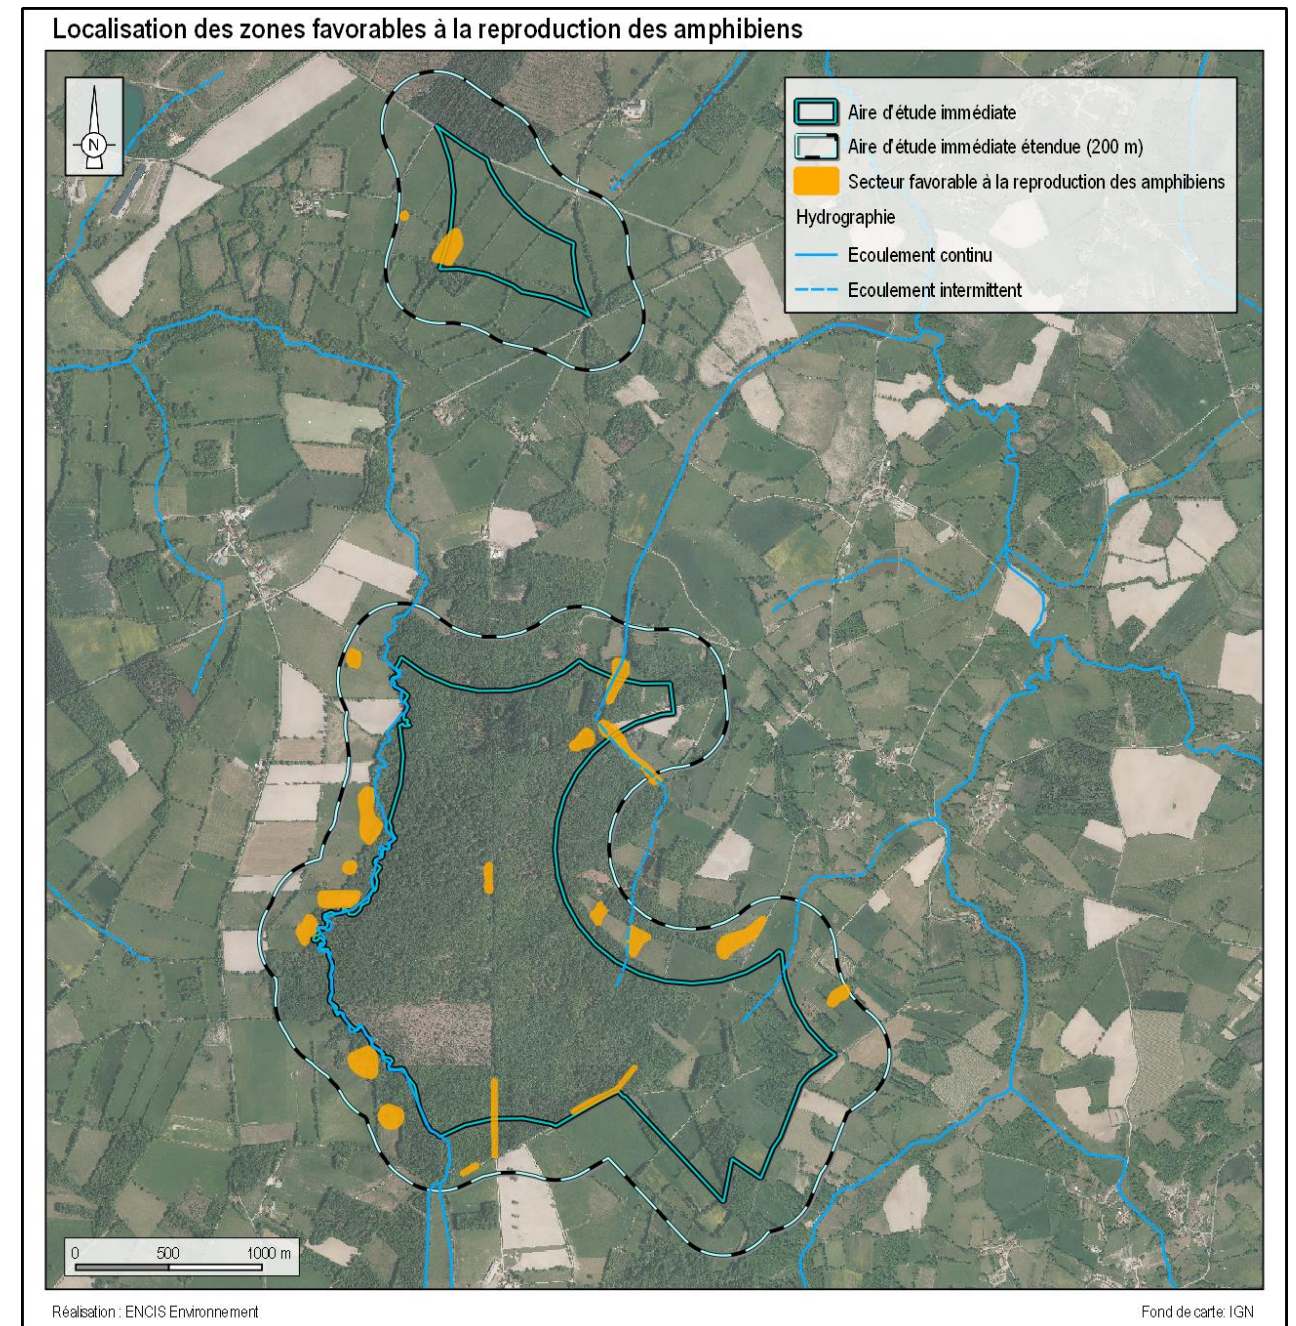 Localisation des zones favorables à la reproduction des amphibiens
N
Aire d'étude immédiate
Aire d'étude immédiate étendue (200 m)
Secteur favorable à la reproduction des amphibiens
Hydrographie
Ecoulement continu
Ecoulement intermittent
0 500 1000 m
Réalisation : ENCIS Environnement
Fond de carte: IGN